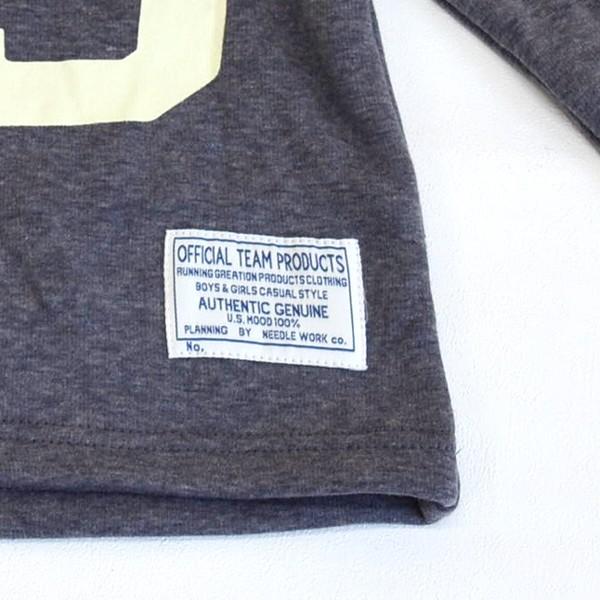 OFFICIAL TEAM PRODUCTS
RUNNING GREATION PRODUCTS CLOTHING
BOYS & GIRLS CASUAL STYLE
AUTHENTIC GENUINE
U.S. MOOD 100%
PLANNING BY NEEDLE WORK co.
No.